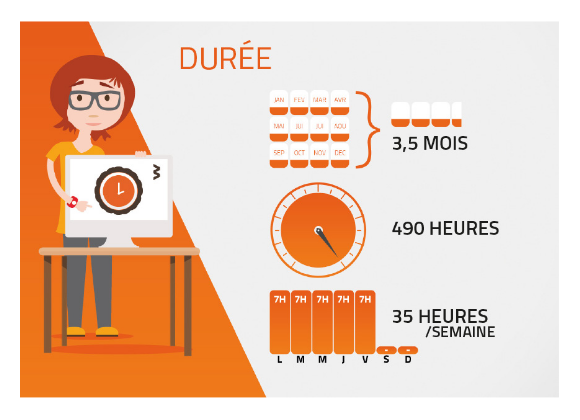 DURÉE
JAN FEV MAR AVR
MAI JUI JUI AOU
SEP OCT NOV DEC
3,5 MOIS
490 HEURES
7H 7H 7H 7H 7H - -
L M M J V S D
35 HEURES
/SEMAINE